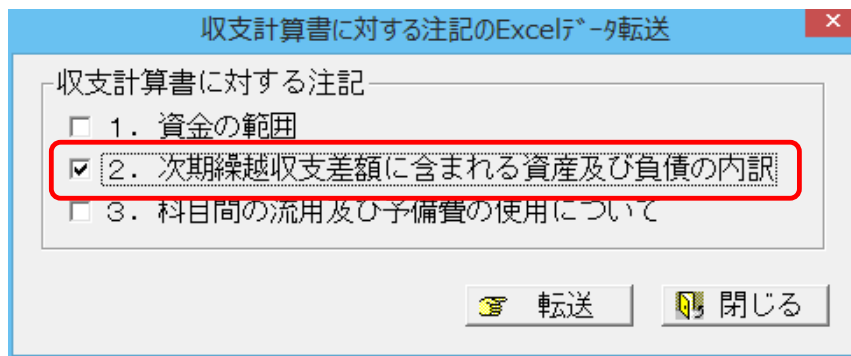 収支計算書に対する注記のExcelﾃﾞｰﾀ転送
収支計算書に対する注記
１．資金の範囲
２．次期繰越収支差額に含まれる資産及び負債の内訳
３．科目間の流用及び予備費の使用について
転送
閉じる